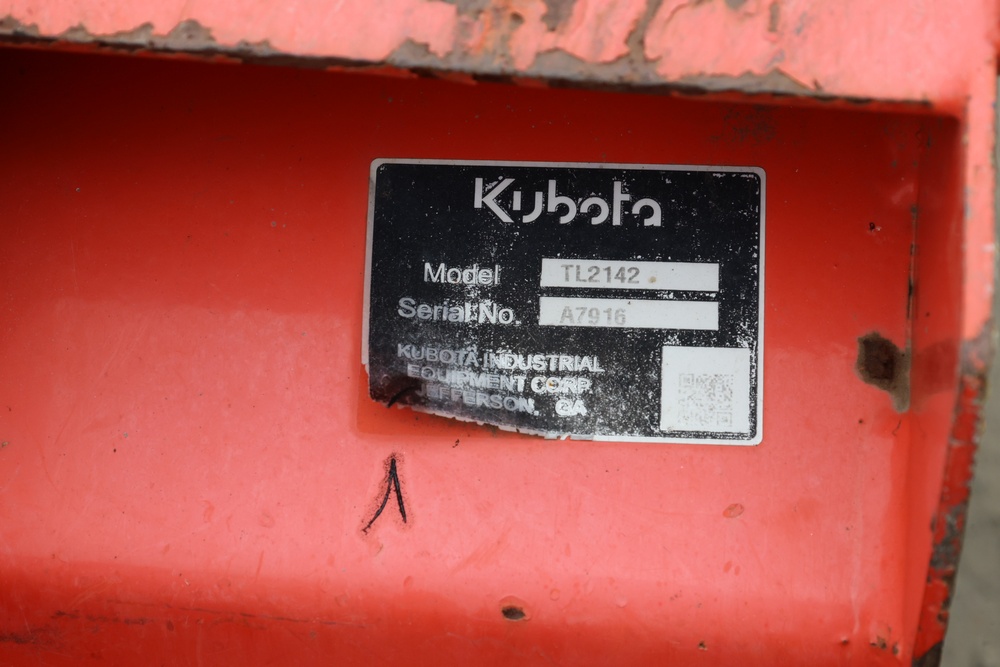 Kubota
Model TL2142
Serial No. A7916
KUBOTA INDUSTRIAL
EQUIPMENT CORP.
EFFERSON, GA